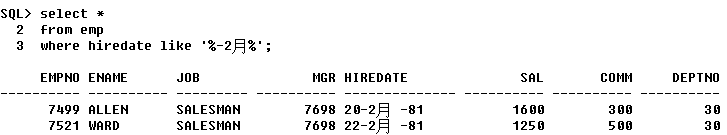 SQL> select *
  2  from emp
  3  where hiredate like '%-2月%';
     EMPNO ENAME      JOB              MGR HIREDATE              SAL       COMM     DEPTNO
---------- ---------- --------- ---------- -------------- ---------- ---------- ----------
      7499 ALLEN      SALESMAN        7698 20-2月 -81           1600        300         30
      7521 WARD       SALESMAN        7698 22-2月 -81           1250        500         30